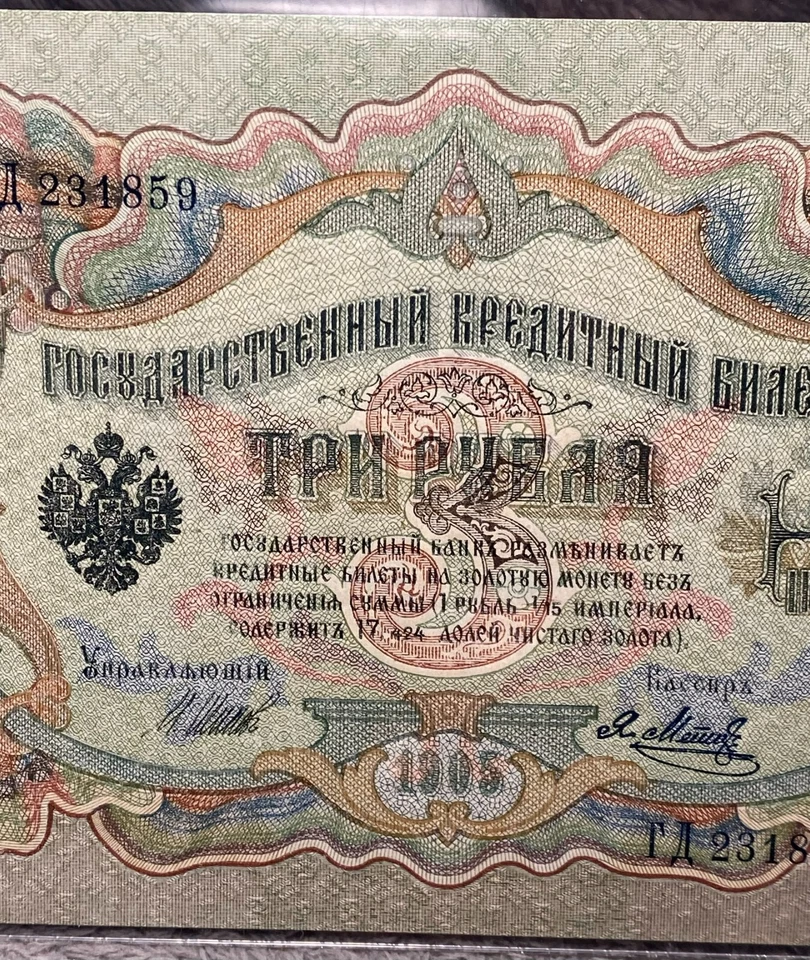 Д 231859
ГОСУДАРСТВЕННЫЙ КРЕДИТНЫЙ БИЛЕ
ТРИ РУБЛЯ
3
ГОСУДАРСТВЕННЫЙ БАНКЪ РАЗМѢНИВАЕТЪ
КРЕДИТНЫЕ БИЛЕТЫ НА ЗОЛОТУЮ МОНЕТУ БЕЗЪ
ОГРАНИЧЕНІЯ СУММЫ (1 РУБЛЬ = 1/15 ИМПЕРІАЛА,
СОДЕРЖИТЪ 17,424 ДОЛЕЙ ЧИСТАГО ЗОЛОТА).
Управляющій
Кассиръ
1905
ГД 2318